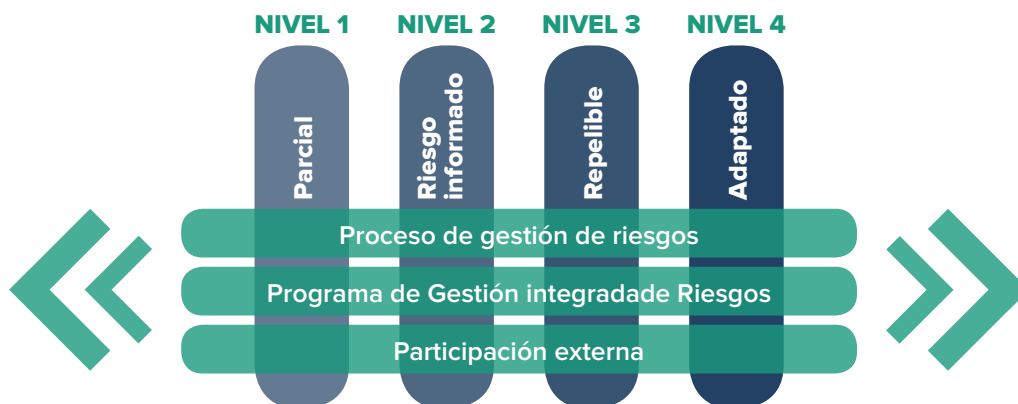 NIVEL 1
NIVEL 2
NIVEL 3
NIVEL 4
Parcial
Riesgo
informado
Repelible
Adaptado
Proceso de gestión de riesgos
Programa de Gestión integradade Riesgos
Participación externa